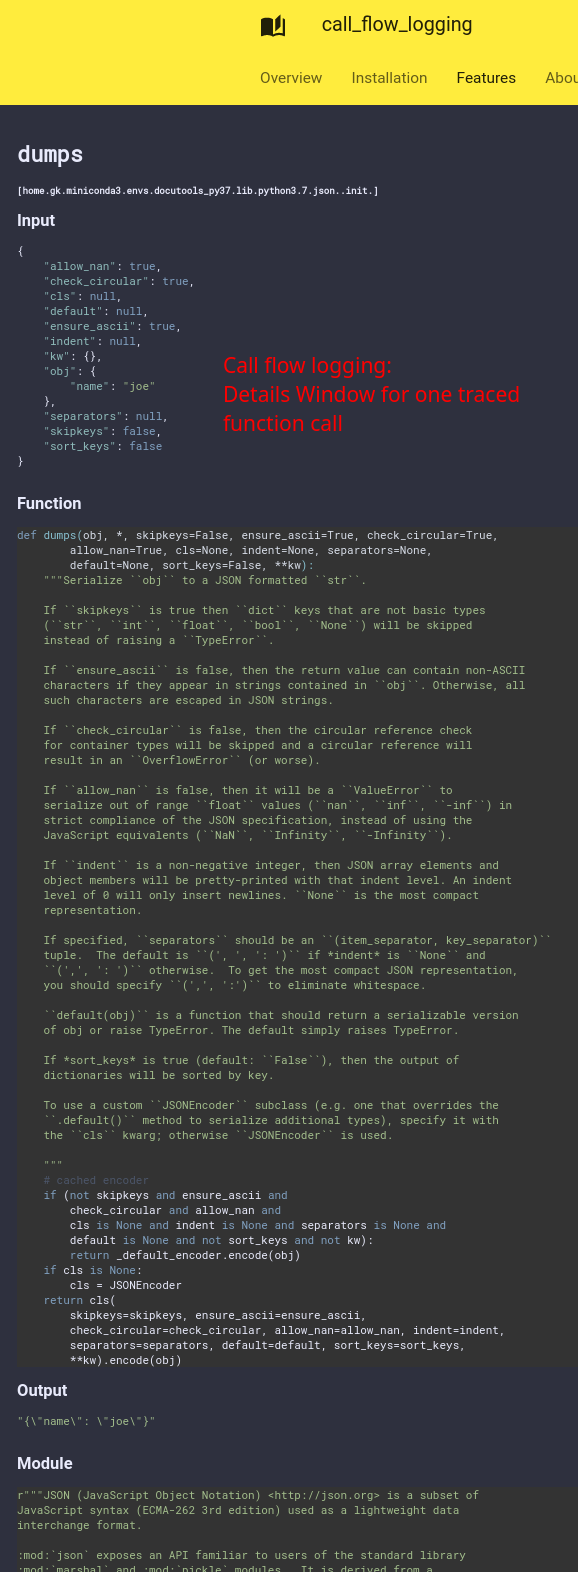 call_flow_logging
Overview Installation Features Abou
dumps
[home.gk.miniconda3.envs.docutools_py37.lib.python3.7.json..init.]
Input
{
    "allow_nan": true,
    "check_circular": true,
    "cls": null,
    "default": null,
    "ensure_ascii": true,
    "indent": null,
    "kw": {},
    "obj": {
        "name": "joe"
    },
    "separators": null,
    "skipkeys": false,
    "sort_keys": false
}
Call flow logging:
Details Window for one traced
function call
Function
def dumps(obj, *, skipkeys=False, ensure_ascii=True, check_circular=True,
        allow_nan=True, cls=None, indent=None, separators=None,
        default=None, sort_keys=False, **kw):
    """Serialize ``obj`` to a JSON formatted ``str``.
    If ``skipkeys`` is true then ``dict`` keys that are not basic types
    (``str``, ``int``, ``float``, ``bool``, ``None``) will be skipped
    instead of raising a ``TypeError``.
    If ``ensure_ascii`` is false, then the return value can contain non-ASCII
    characters if they appear in strings contained in ``obj``. Otherwise, all
    such characters are escaped in JSON strings.
    If ``check_circular`` is false, then the circular reference check
    for container types will be skipped and a circular reference will
    result in an ``OverflowError`` (or worse).
    If ``allow_nan`` is false, then it will be a ``ValueError`` to
    serialize out of range ``float`` values (``nan``, ``inf``, ``-inf``) in
    strict compliance of the JSON specification, instead of using the
    JavaScript equivalents (``NaN``, ``Infinity``, ``-Infinity``).
    If ``indent`` is a non-negative integer, then JSON array elements and
    object members will be pretty-printed with that indent level. An indent
    level of 0 will only insert newlines. ``None`` is the most compact
    representation.
    If specified, ``separators`` should be an ``(item_separator, key_separator)``
    tuple.  The default is ``(', ', ': ')`` if *indent* is ``None`` and
    ``(',', ': ')`` otherwise.  To get the most compact JSON representation,
    you should specify ``(',', ':')`` to eliminate whitespace.
    ``default(obj)`` is a function that should return a serializable version
    of obj or raise TypeError. The default simply raises TypeError.
    If *sort_keys* is true (default: ``False``), then the output of
    dictionaries will be sorted by key.
    To use a custom ``JSONEncoder`` subclass (e.g. one that overrides the
    ``.default()`` method to serialize additional types), specify it with
    the ``cls`` kwarg; otherwise ``JSONEncoder`` is used.
    """
    # cached encoder
    if (not skipkeys and ensure_ascii and
        check_circular and allow_nan and
        cls is None and indent is None and separators is None and
        default is None and not sort_keys and not kw):
        return _default_encoder.encode(obj)
    if cls is None:
        cls = JSONEncoder
    return cls(
        skipkeys=skipkeys, ensure_ascii=ensure_ascii,
        check_circular=check_circular, allow_nan=allow_nan, indent=indent,
        separators=separators, default=default, sort_keys=sort_keys,
        **kw).encode(obj)
Output
"{\"name\": \"joe\"}"
Module
r"""JSON (JavaScript Object Notation) <http://json.org> is a subset of
JavaScript syntax (ECMA-262 3rd edition) used as a lightweight data
interchange format.
:mod:`json` exposes an API familiar to users of the standard library
:mod:`marshal` and :mod:`pickle` modules.  It is derived from a